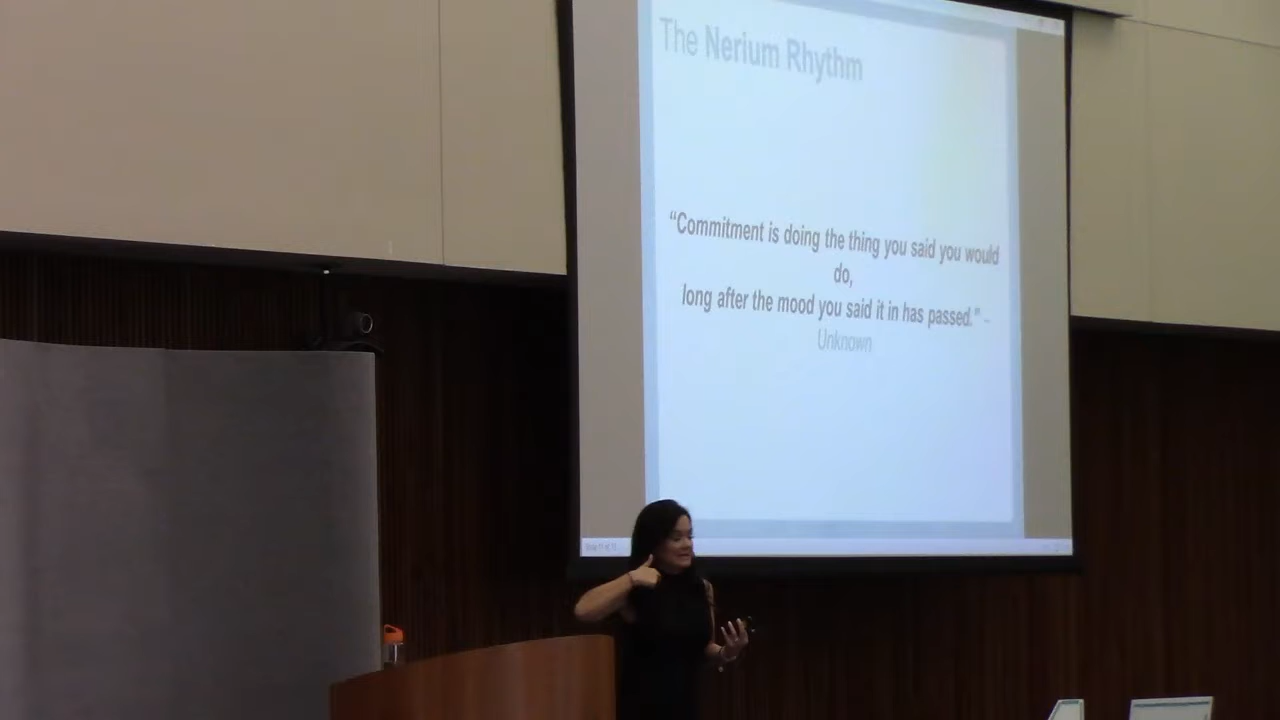 The Nerium Rhythm
“Commitment is doing the thing you said you would
do,
long after the mood you said it in has passed.” –
Unknown